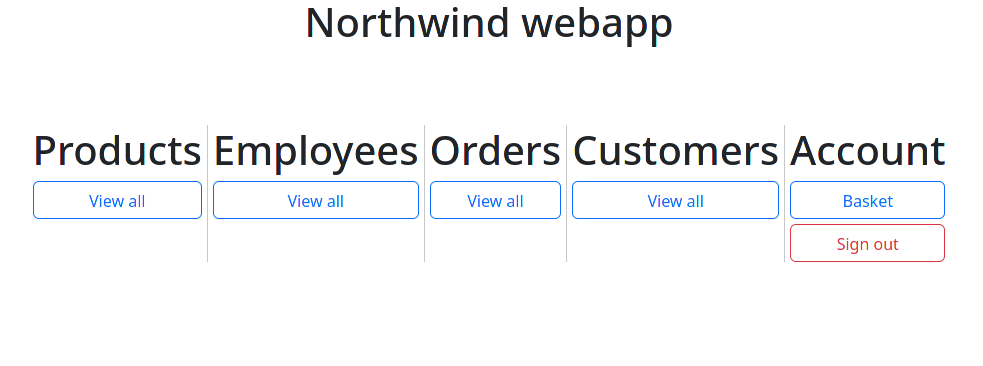 Northwind webapp
Products Employees Orders Customers Account
View all View all View all View all Basket
Sign out